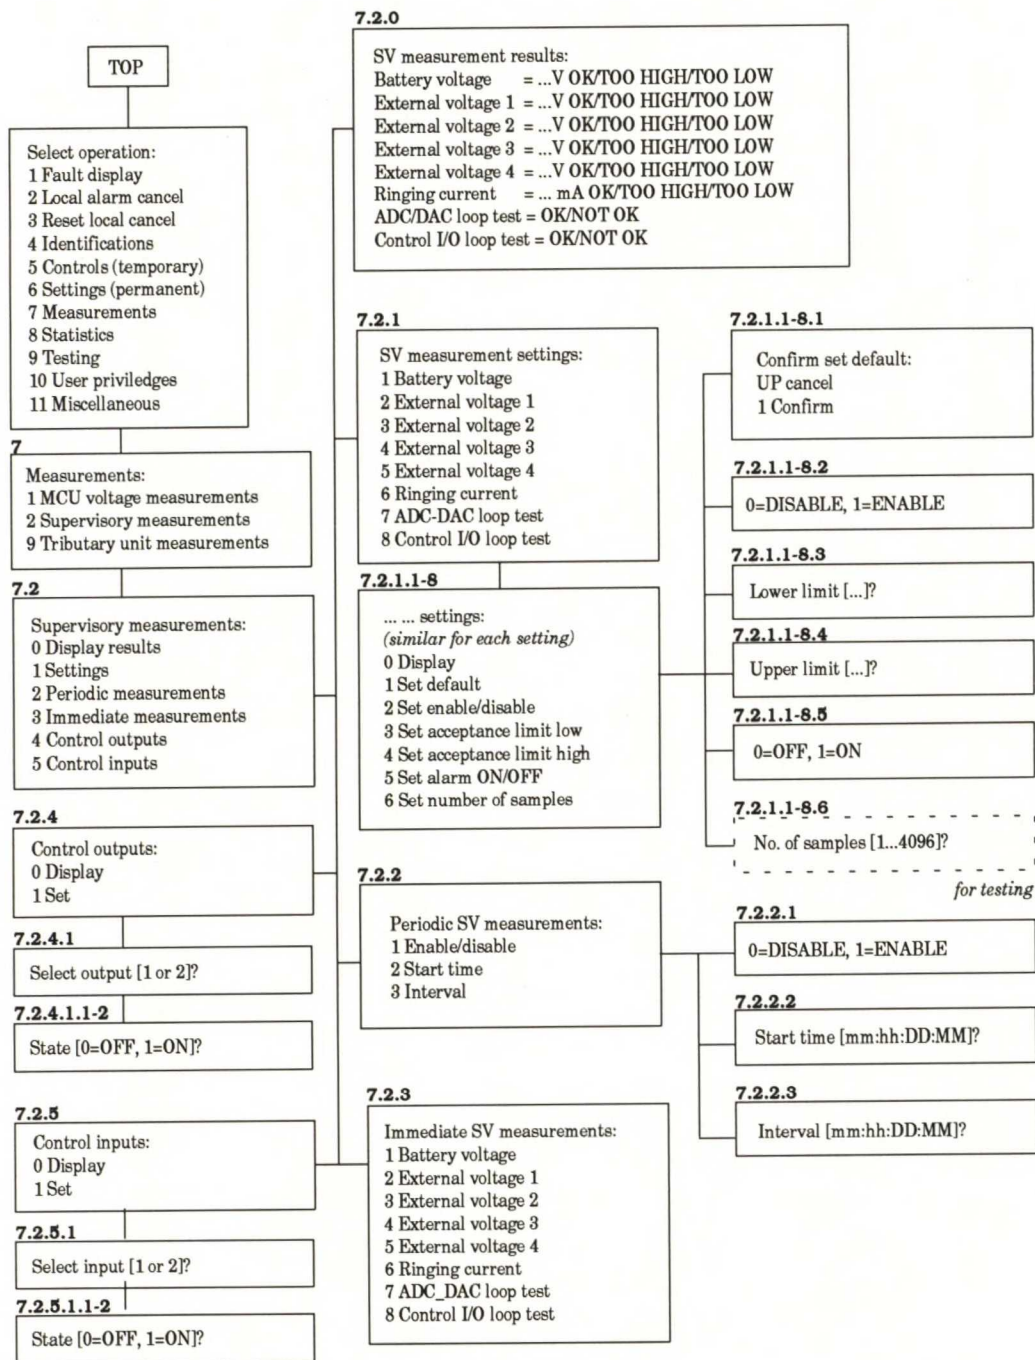 TOP
Select operation:
1 Fault display
2 Local alarm cancel
3 Reset local cancel
4 Identifications
5 Controls (temporary)
6 Settings (permanent)
7 Measurements
8 Statistics
9 Testing
10 User priviledges
11 Miscellaneous
7
Measurements:
1 MCU voltage measurements
2 Supervisory measurements
9 Tributary unit measurements
7.2
Supervisory measurements:
0 Display results
1 Settings
2 Periodic measurements
3 Immediate measurements
4 Control outputs
5 Control inputs
7.2.4
Control outputs:
0 Display
1 Set
7.2.4.1
Select output [1 or 2]?
7.2.4.1.1-2
State [0=OFF, 1=ON]?
7.2.5
Control inputs:
0 Display
1 Set
7.2.5.1
Select input [1 or 2]?
7.2.5.1.1-2
State [0=OFF, 1=ON]?
7.2.0
SV measurement results:
Battery voltage = ...V OK/TOO HIGH/TOO LOW
External voltage 1 = ...V OK/TOO HIGH/TOO LOW
External voltage 2 = ...V OK/TOO HIGH/TOO LOW
External voltage 3 = ...V OK/TOO HIGH/TOO LOW
External voltage 4 = ...V OK/TOO HIGH/TOO LOW
Ringing current = ... mA OK/TOO HIGH/TOO LOW
ADC/DAC loop test = OK/NOT OK
Control I/O loop test = OK/NOT OK
7.2.1
SV measurement settings:
1 Battery voltage
2 External voltage 1
3 External voltage 2
4 External voltage 3
5 External voltage 4
6 Ringing current
7 ADC-DAC loop test
8 Control I/O loop test
7.2.1.1-8
... ... settings:
(similar for each setting)
0 Display
1 Set default
2 Set enable/disable
3 Set acceptance limit low
4 Set acceptance limit high
5 Set alarm ON/OFF
6 Set number of samples
7.2.2
Periodic SV measurements:
1 Enable/disable
2 Start time
3 Interval
7.2.3
Immediate SV measurements:
1 Battery voltage
2 External voltage 1
3 External voltage 2
4 External voltage 3
5 External voltage 4
6 Ringing current
7 ADC_DAC loop test
8 Control I/O loop test
7.2.1.1-8.1
Confirm set default:
UP cancel
1 Confirm
7.2.1.1-8.2
0=DISABLE, 1=ENABLE
7.2.1.1-8.3
Lower limit [...]?
7.2.1.1-8.4
Upper limit [...]?
7.2.1.1-8.5
0=OFF, 1=ON
7.2.1.1-8.6
No. of samples [1...4096]?
for testing
7.2.2.1
0=DISABLE, 1=ENABLE
7.2.2.2
Start time [mm:hh:DD:MM]?
7.2.2.3
Interval [mm:hh:DD:MM]?